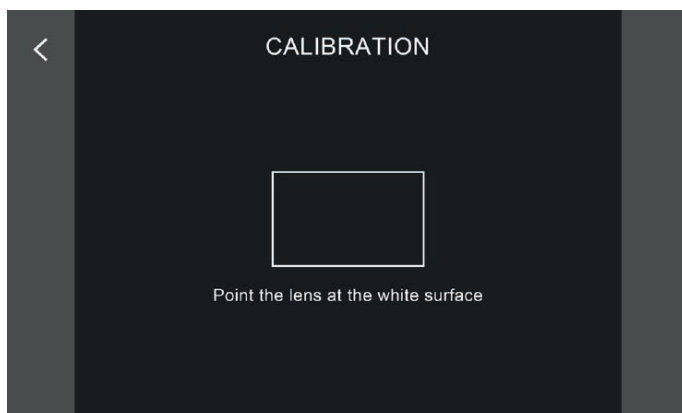 CALIBRATION
Point the lens at the white surface